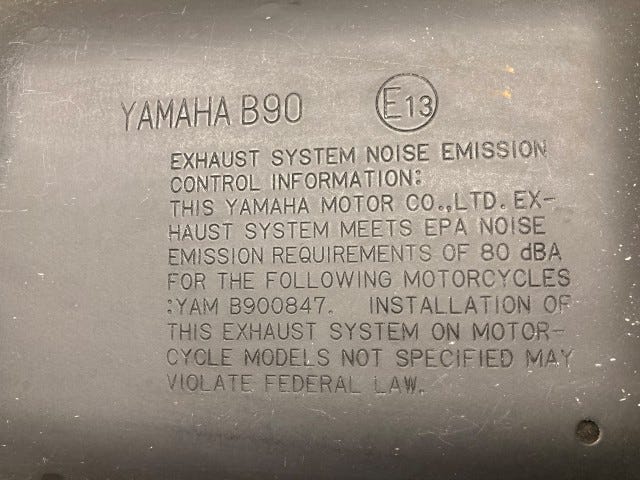 YAMAHA B90 E13
EXHAUST SYSTEM NOISE EMISSION
CONTROL INFORMATION:
THIS YAMAHA MOTOR CO.,LTD. EX-
HAUST SYSTEM MEETS EPA NOISE
EMISSION REQUIREMENTS OF 80 dBA
FOR THE FOLLOWING MOTORCYCLES
:YAM B900847. INSTALLATION OF
THIS EXHAUST SYSTEM ON MOTOR-
CYCLE MODELS NOT SPECIFIED MAY
VIOLATE FEDERAL LAW.